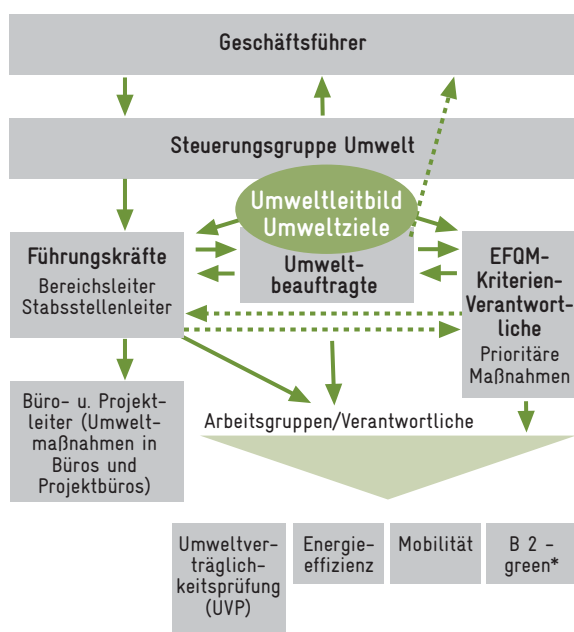 Geschäftsführer
Steuerungsgruppe Umwelt
Umweltleitbild
Umweltziele
Führungskräfte
Bereichsleiter
Stabsstellenleiter
Umwelt-
beauftragte
EFQM-
Kriterien-
Verantwort-
liche
Prioritäre
Maßnahmen
Büro- u. Projekt-
leiter (Umwelt-
maßnahmen in
Büros und
Projektbüros)
Arbeitsgruppen/Verantwortliche
Umweltver-
träglich-
keitsprüfung
(UVP)
Energie-
effizienz
Mobilität
B 2 -
green*